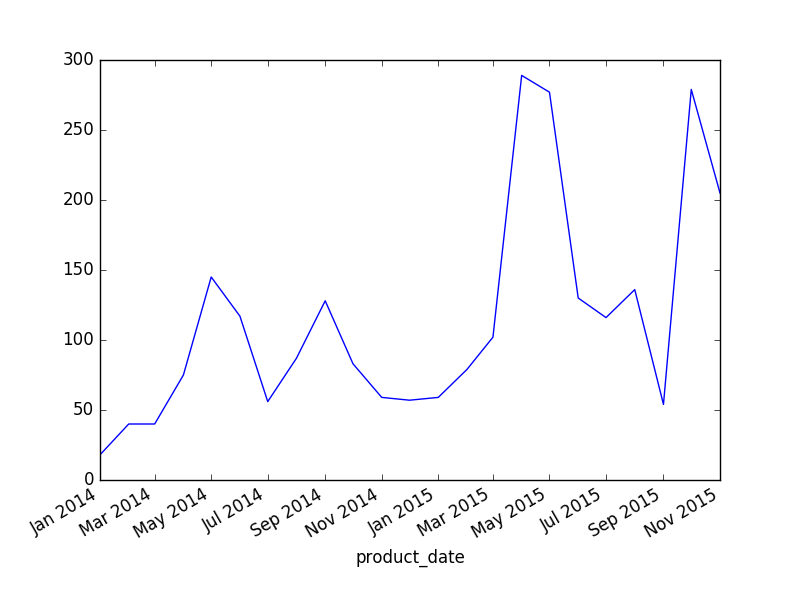 300
250
200
150
100
50
0
Jan 2014
Mar 2014
May 2014
Jul 2014
Sep 2014
Nov 2014
Jan 2015
Mar 2015
May 2015
Jul 2015
Sep 2015
Nov 2015
product_date